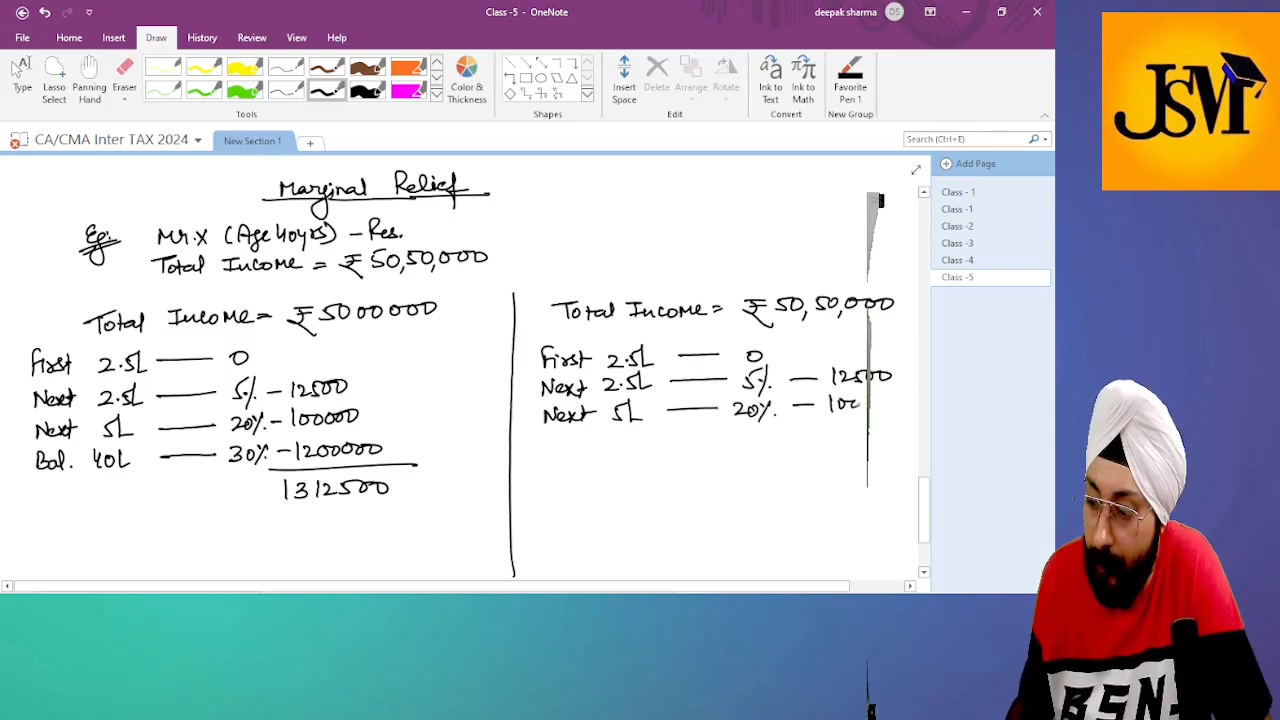 Class -5 - OneNote
deepak sharma
DS
File Home Insert Draw History Review View Help
Type
Lasso Select
Panning Hand
Eraser
Color & Thickness
Insert Space
Delete
Arrange
Rotate
Ink to Text
Ink to Math
Favorite Pen 1
Tools
Shapes
Edit
Convert
New Group
CA/CMA Inter TAX 2024
New Section 1
Search (Ctrl+E)
Add Page
Class - 1
Class -1
Class -2
Class -3
Class -4
Class -5
JSM
Marginal Relief
Eg: Mr.X (Age 40yrs) - Res.
Total Income = ₹ 50,50,000
Total Income = ₹ 5000000
First 2.5L — 0
Next 2.5L — 5% - 12500
Next 5L — 20% - 100000
Bal. 40L — 30% - 1200000
1312500
Total Income = ₹ 50,50,000
First 2.5L — 0
Next 2.5L — 5% — 12500
Next 5L — 20% — 100
BSN